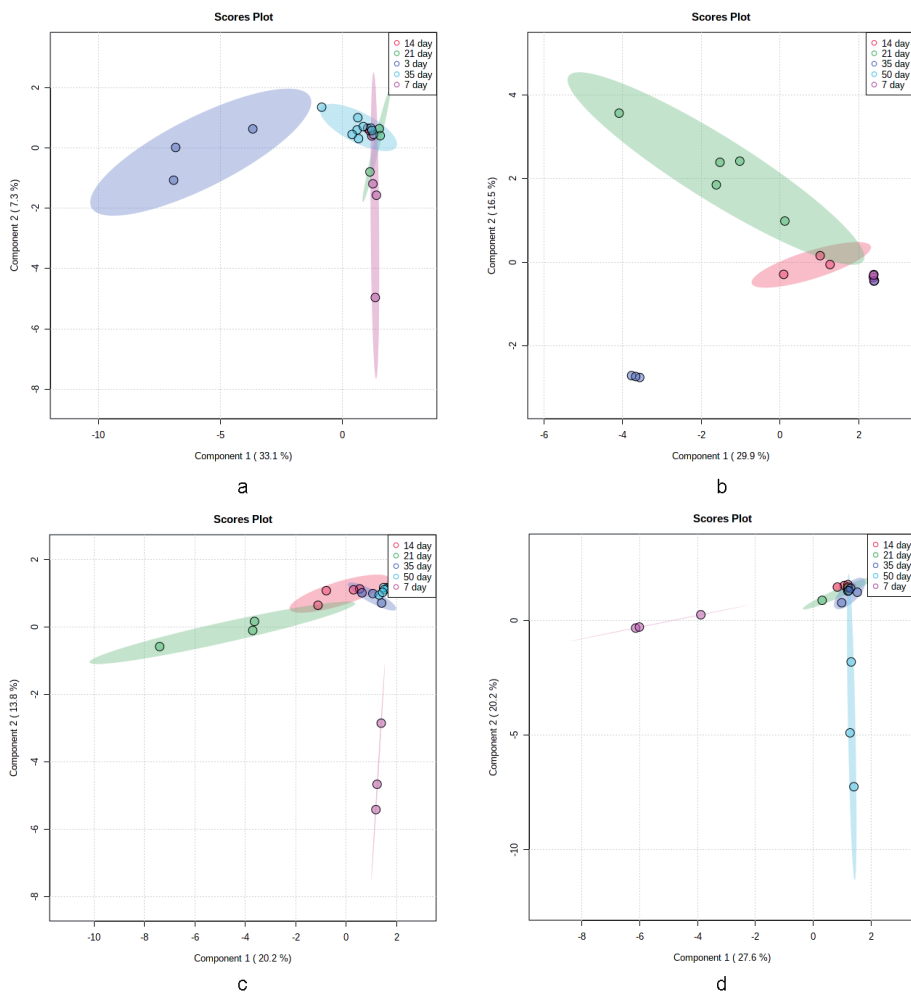 Scores Plot
14 day
21 day
3 day
35 day
7 day
2
0
-2
-4
-6
-8
Component 2 ( 7.3 %)
-10
-5
0
Component 1 ( 33.1 %)
a
Scores Plot
14 day
21 day
35 day
50 day
7 day
4
2
0
-2
Component 2 ( 16.5 %)
-6
-4
-2
0
2
Component 1 ( 29.9 %)
b
Scores Plot
14 day
21 day
35 day
50 day
7 day
2
0
-2
-4
-6
-8
Component 2 ( 13.8 %)
-10
-8
-6
-4
-2
0
2
Component 1 ( 20.2 %)
c
Scores Plot
14 day
21 day
35 day
50 day
7 day
0
-5
-10
Component 2 ( 20.2 %)
-8
-6
-4
-2
0
2
Component 1 ( 27.6 %)
d